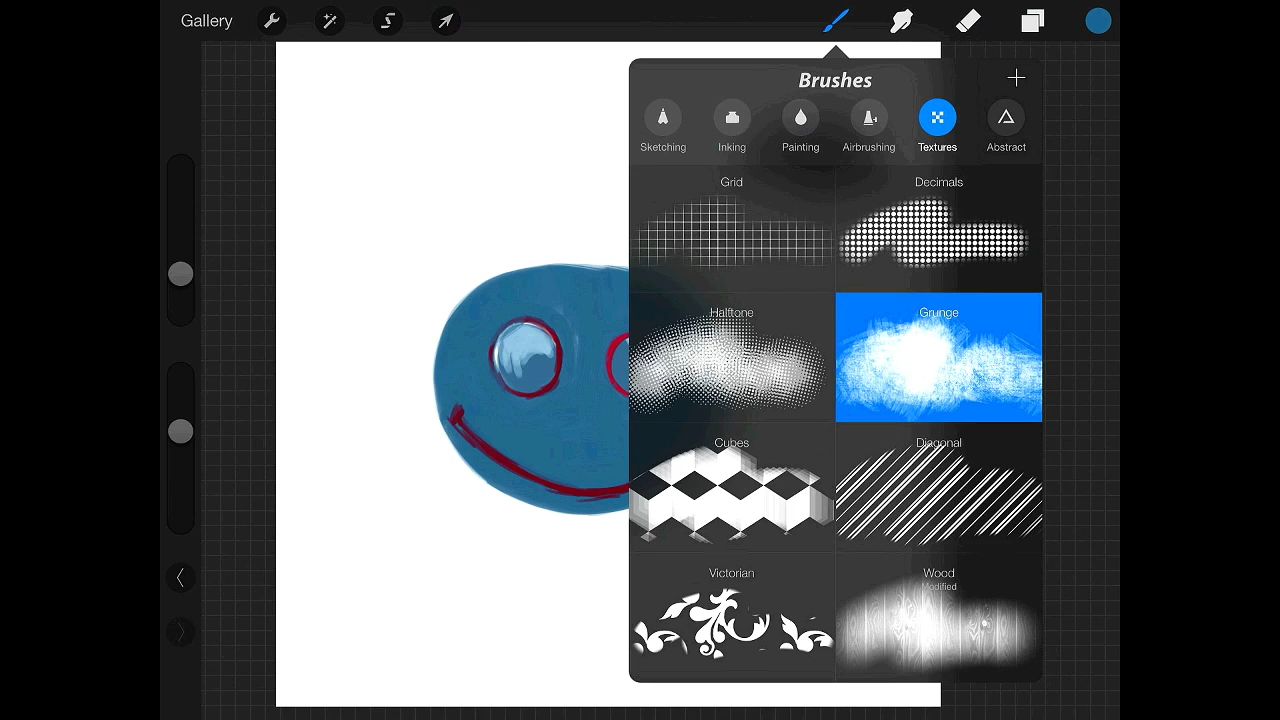 Gallery
Brushes
Sketching Inking Painting Airbrushing Textures Abstract
Grid Decimals
Halftone Grunge
Cubes Diagonal
Victorian Wood
Modified